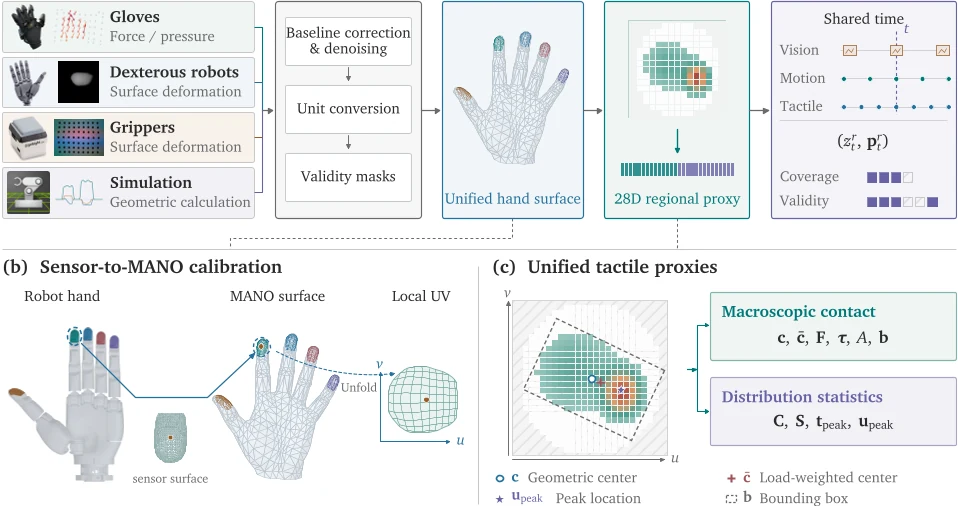 Gloves
Force / pressure
Dexterous robots
Surface deformation
Grippers
Surface deformation
Simulation
Geometric calculation
Baseline correction
& denoising
Unit conversion
Validity masks
Unified hand surface
28D regional proxy
Shared time
t
Vision
Motion
Tactile
(z_t^r, p_t^r)
Coverage
Validity
(b) Sensor-to-MANO calibration
Robot hand
MANO surface
Local UV
v
Unfold
u
sensor surface
(c) Unified tactile proxies
v
u
Macroscopic contact
c, c̄, F, τ, A, b
Distribution statistics
C, S, t_peak, u_peak
c Geometric center
c̄ Load-weighted center
u_peak Peak location
b Bounding box